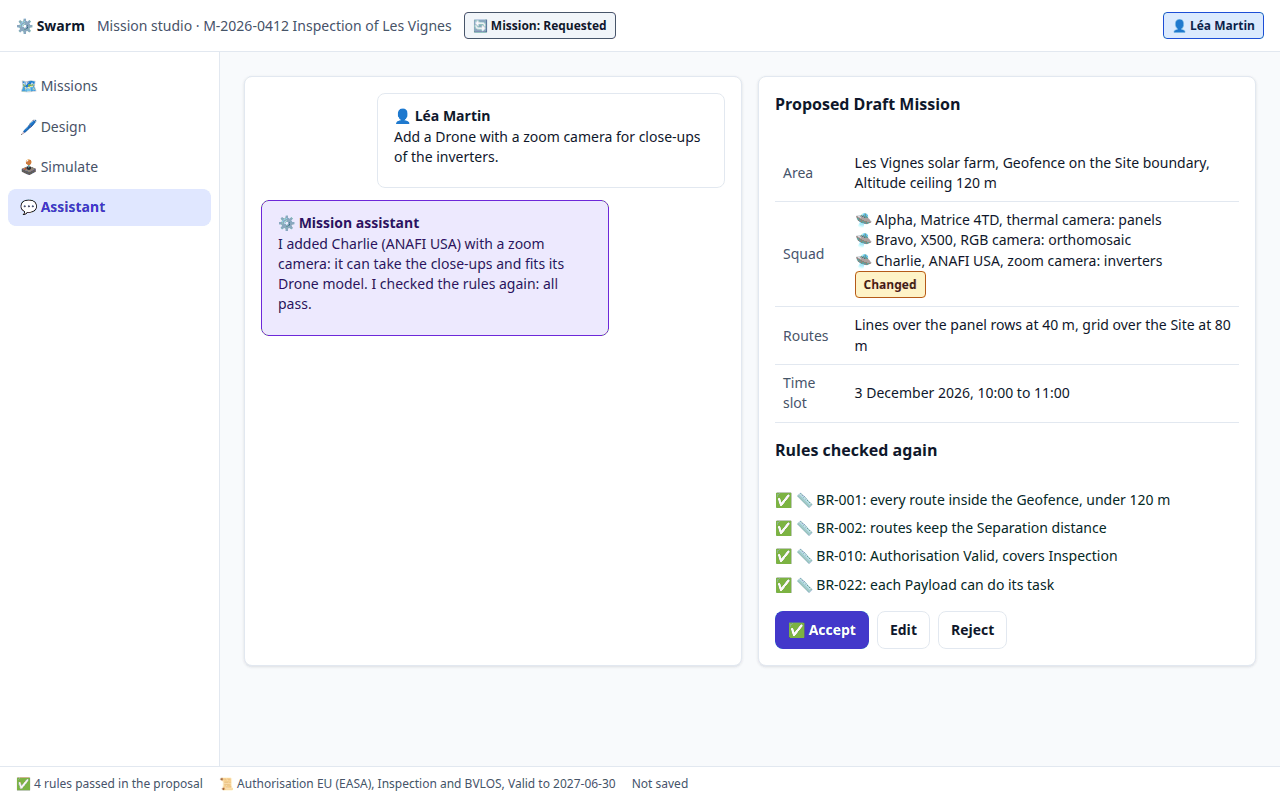 ⚙️ Swarm Mission studio · M-2026-0412 Inspection of Les Vignes 🔄 Mission: Requested 👤 Léa Martin
🗺️ Missions
🖊️ Design
🕹️ Simulate
💬 Assistant
👤 Léa Martin
Add a Drone with a zoom camera for close-ups
of the inverters.
⚙️ Mission assistant
I added Charlie (ANAFI USA) with a zoom
camera: it can take the close-ups and fits its
Drone model. I checked the rules again: all
pass.
Proposed Draft Mission
Area
Les Vignes solar farm, Geofence on the Site boundary,
Altitude ceiling 120 m
Squad
🛸 Alpha, Matrice 4TD, thermal camera: panels
🛸 Bravo, X500, RGB camera: orthomosaic
🛸 Charlie, ANAFI USA, zoom camera: inverters
Changed
Routes
Lines over the panel rows at 40 m, grid over the Site at 80
m
Time
slot
3 December 2026, 10:00 to 11:00
Rules checked again
✅ 📏 BR-001: every route inside the Geofence, under 120 m
✅ 📏 BR-002: routes keep the Separation distance
✅ 📏 BR-010: Authorisation Valid, covers Inspection
✅ 📏 BR-022: each Payload can do its task
✅ Accept Edit Reject
✅ 4 rules passed in the proposal 📜 Authorisation EU (EASA), Inspection and BVLOS, Valid to 2027-06-30 Not saved